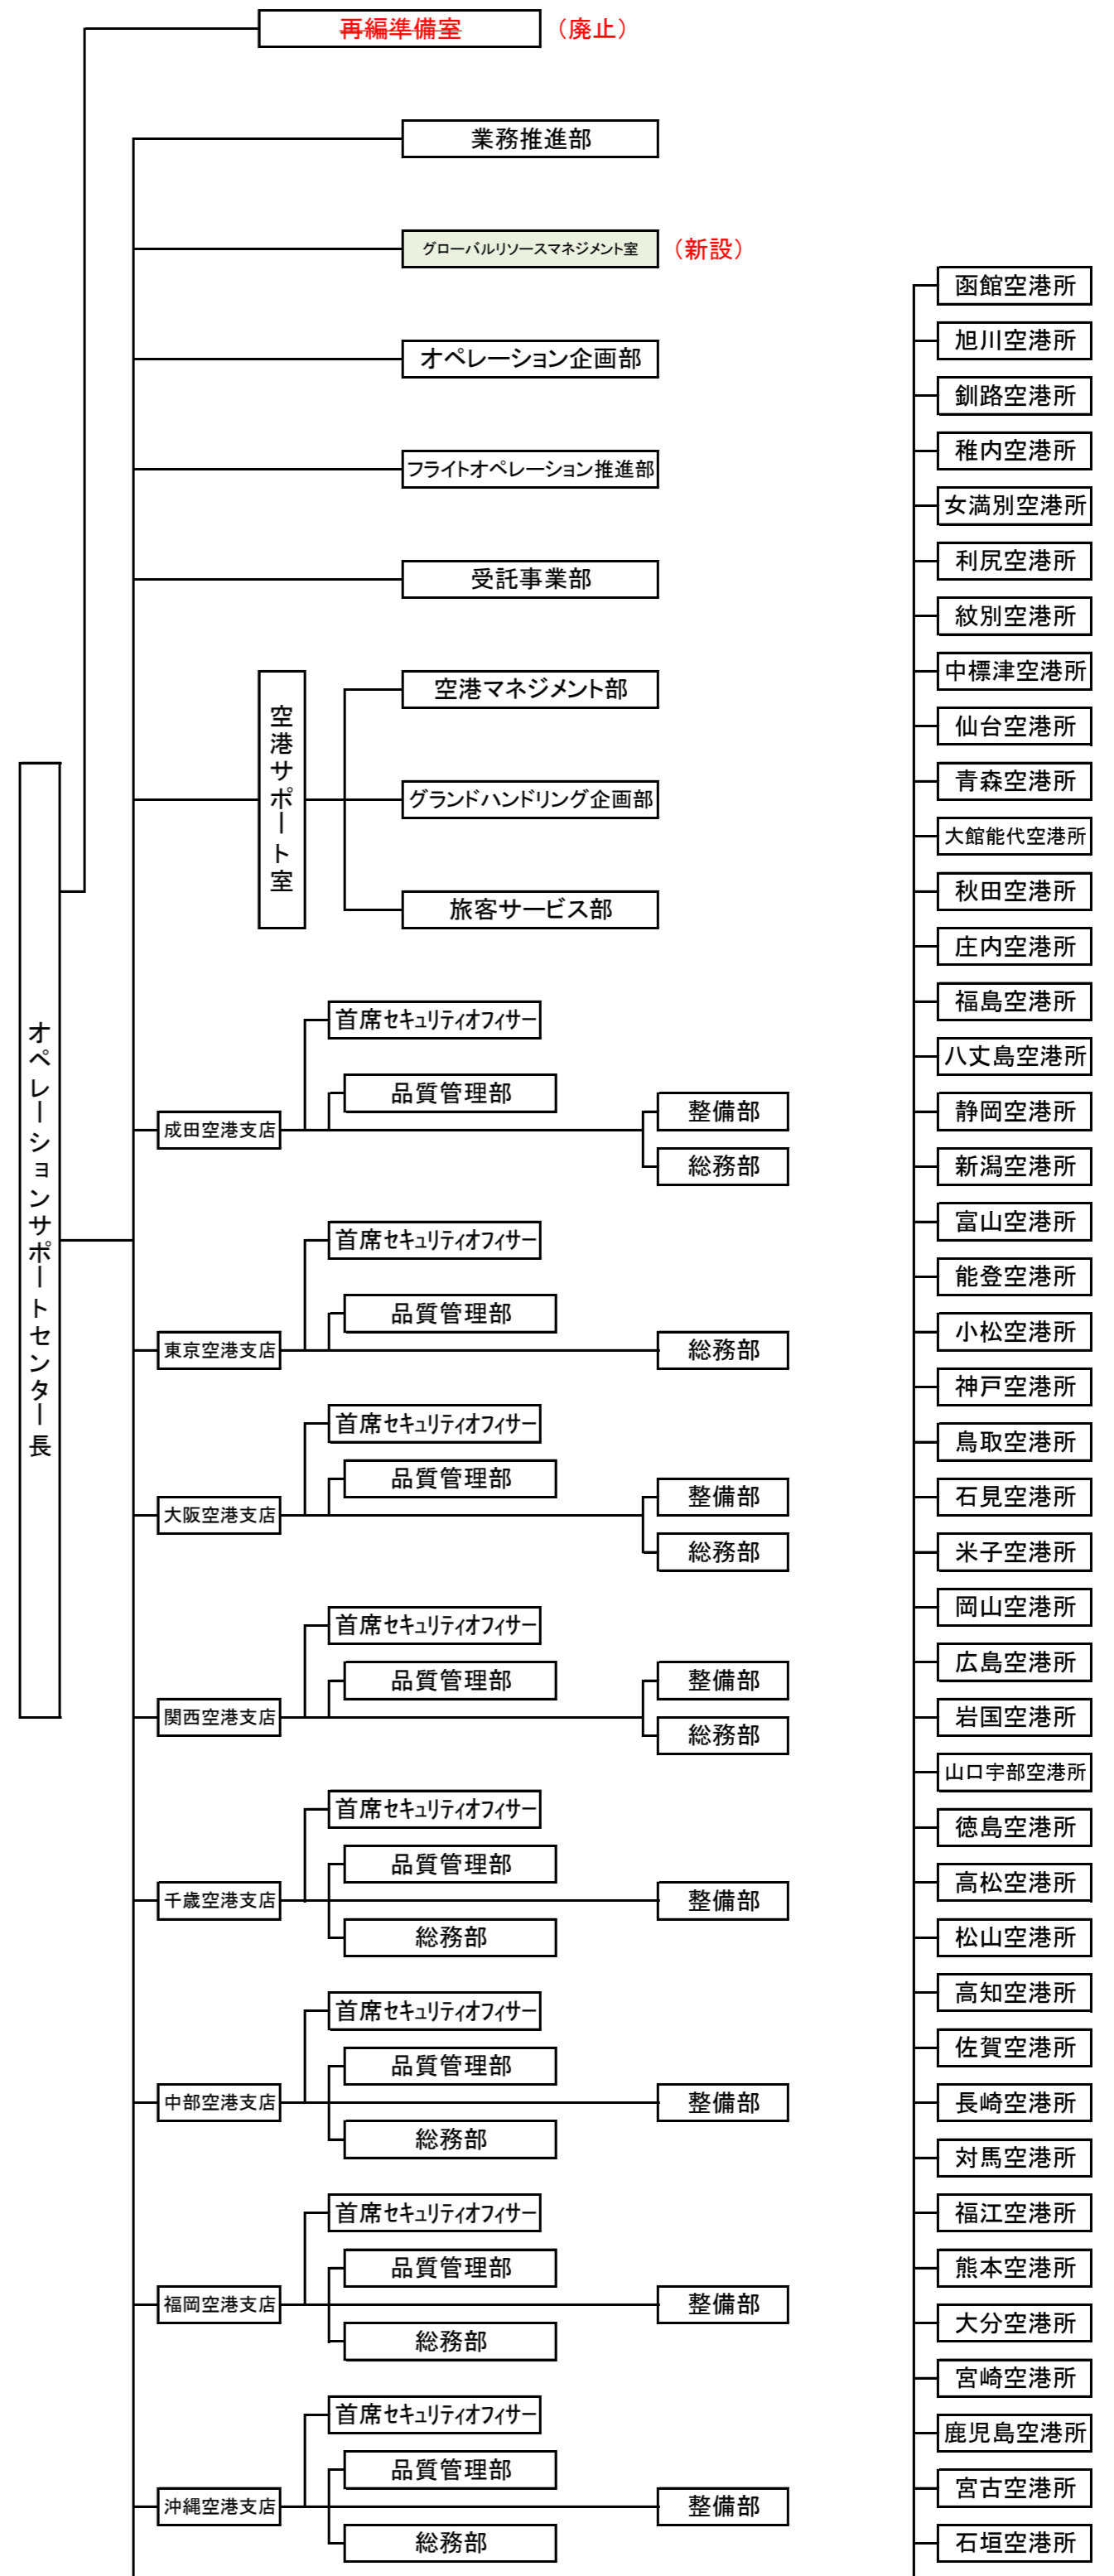 再編準備室 （廃止）
業務推進部
グローバルリソースマネジメント室 （新設）
オペレーション企画部
フライトオペレーション推進部
受託事業部
空港サポート室
空港マネジメント部
グランドハンドリング企画部
旅客サービス部
オペレーションサポートセンター長
首席セキュリティオフィサー
品質管理部
成田空港支店
整備部
総務部
首席セキュリティオフィサー
品質管理部
東京空港支店
総務部
首席セキュリティオフィサー
品質管理部
大阪空港支店
整備部
総務部
首席セキュリティオフィサー
品質管理部
関西空港支店
整備部
総務部
首席セキュリティオフィサー
品質管理部
千歳空港支店
整備部
総務部
首席セキュリティオフィサー
品質管理部
中部空港支店
整備部
総務部
首席セキュリティオフィサー
品質管理部
福岡空港支店
整備部
総務部
首席セキュリティオフィサー
品質管理部
沖縄空港支店
整備部
総務部
函館空港所
旭川空港所
釧路空港所
稚内空港所
女満別空港所
利尻空港所
紋別空港所
中標津空港所
仙台空港所
青森空港所
大館能代空港所
秋田空港所
庄内空港所
福島空港所
八丈島空港所
静岡空港所
新潟空港所
富山空港所
能登空港所
小松空港所
神戸空港所
鳥取空港所
石見空港所
米子空港所
岡山空港所
広島空港所
岩国空港所
山口宇部空港所
徳島空港所
高松空港所
松山空港所
高知空港所
佐賀空港所
長崎空港所
対馬空港所
福江空港所
熊本空港所
大分空港所
宮崎空港所
鹿児島空港所
宮古空港所
石垣空港所